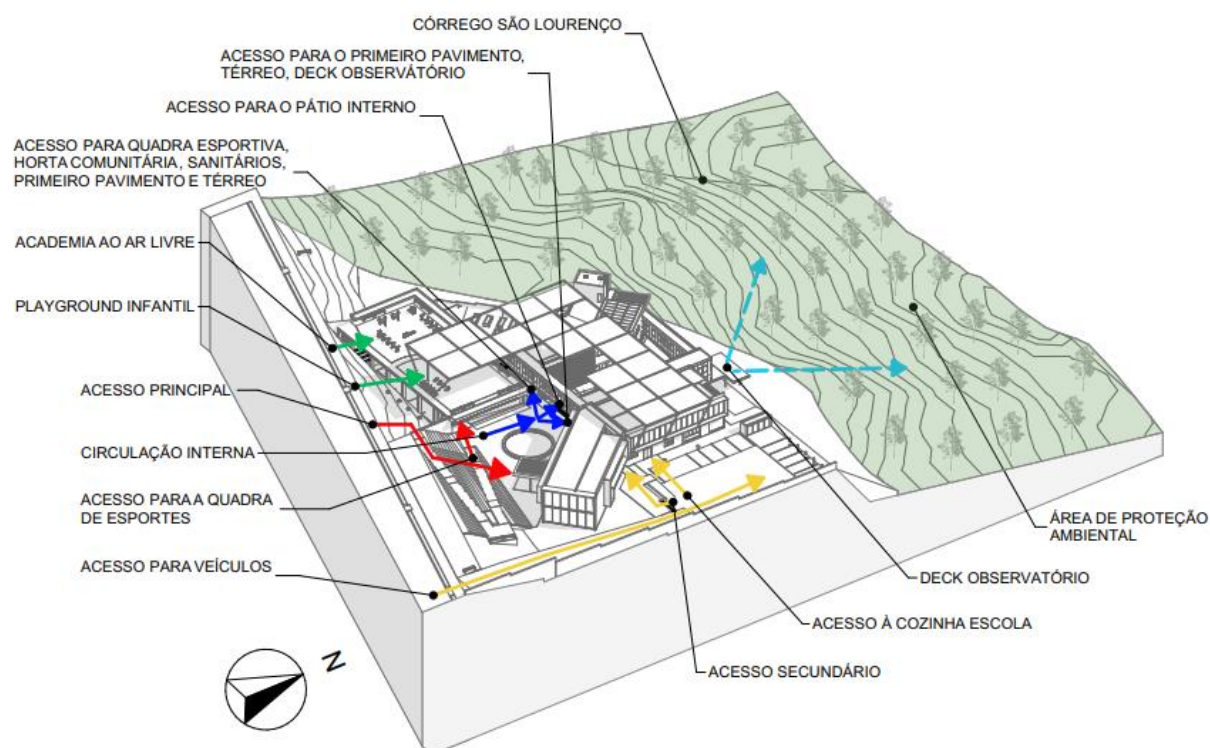 CÓRREGO SÃO LOURENÇO
ACESSO PARA O PRIMEIRO PAVIMENTO,
TÉRREO, DECK OBSERVÁTÓRIO
ACESSO PARA O PÁTIO INTERNO
ACESSO PARA QUADRA ESPORTIVA,
HORTA COMUNITÁRIA, SANITÁRIOS,
PRIMEIRO PAVIMENTO E TÉRREO
ACADEMIA AO AR LIVRE
PLAYGROUND INFANTIL
ACESSO PRINCIPAL
CIRCULAÇÃO INTERNA
ACESSO PARA A QUADRA
DE ESPORTES
ACESSO PARA VEÍCULOS
ÁREA DE PROTEÇÃO
AMBIENTAL
DECK OBSERVATÓRIO
ACESSO À COZINHA ESCOLA
ACESSO SECUNDÁRIO
N